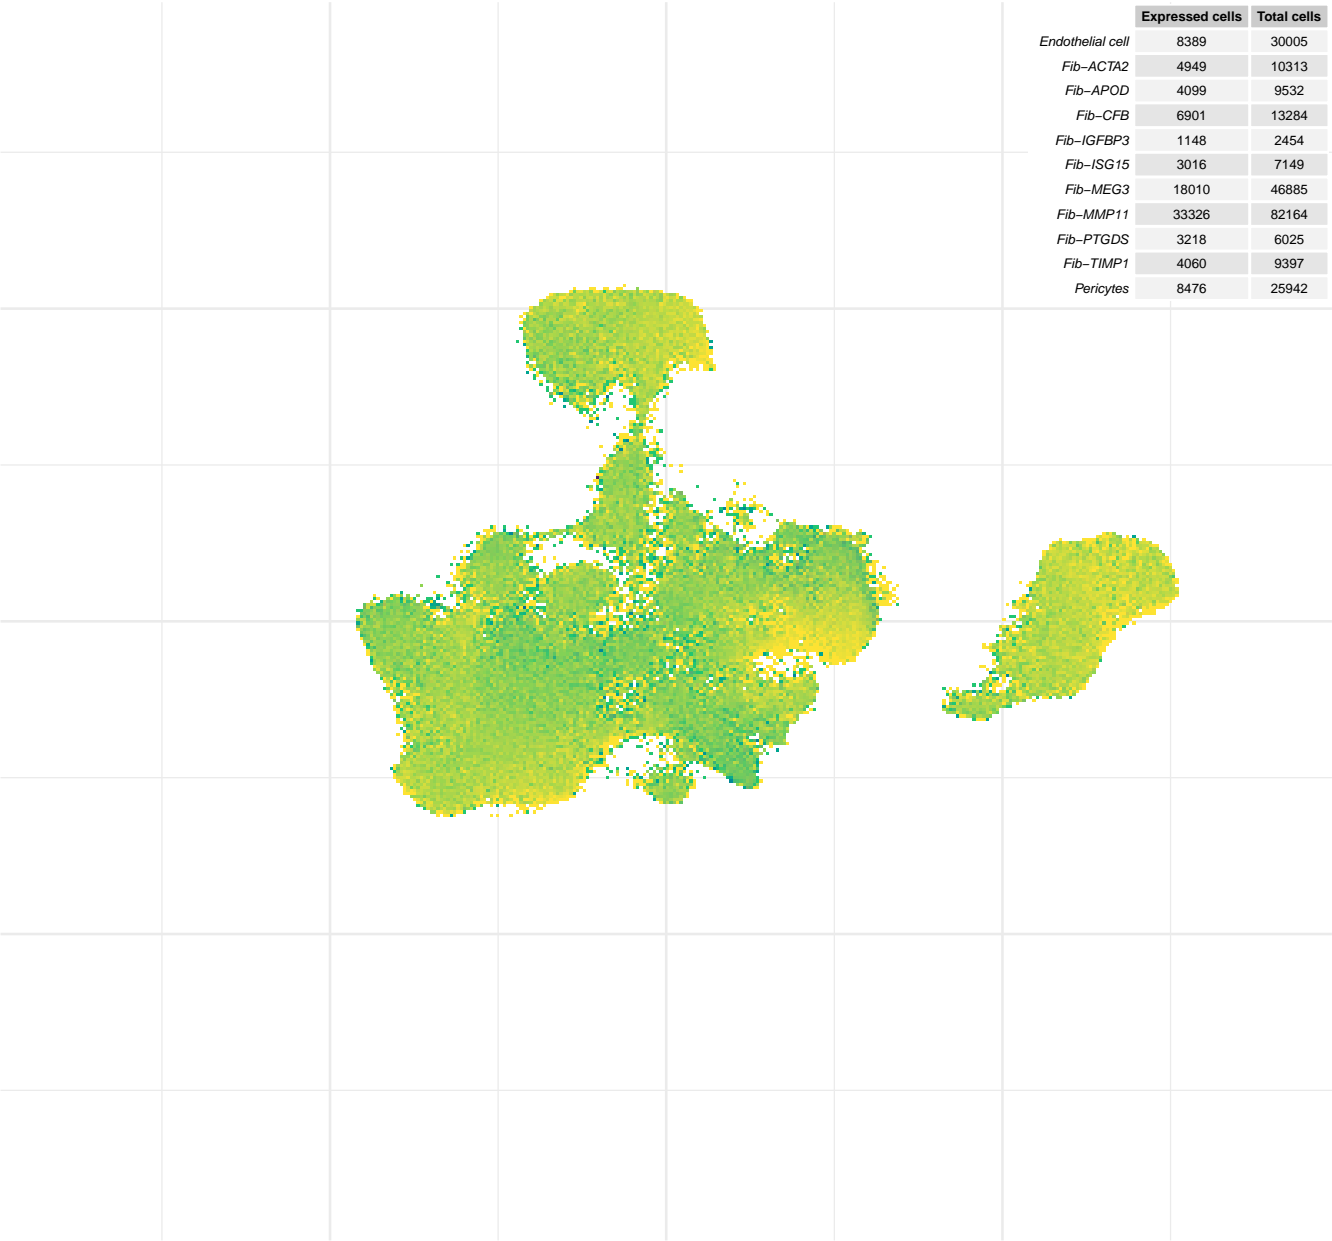 Expressed cells Total cells
Endothelial cell 8389 30005
Fib−ACTA2 4949 10313
Fib−APOD 4099 9532
Fib−CFB 6901 13284
Fib−IGFBP3 1148 2454
Fib−ISG15 3016 7149
Fib−MEG3 18010 46885
Fib−MMP11 33326 82164
Fib−PTGDS 3218 6025
Fib−TIMP1 4060 9397
Pericytes 8476 25942